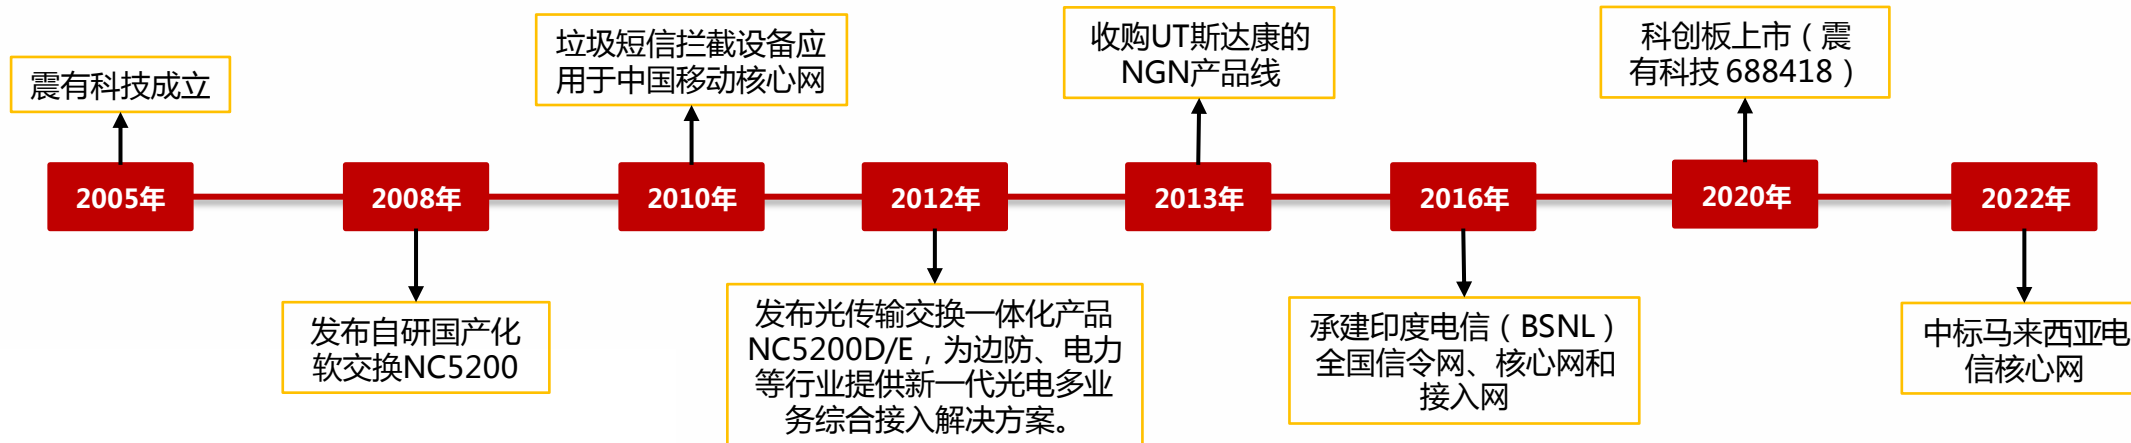 震有科技成立
垃圾短信拦截设备应
用于中国移动核心网
收购UT斯达康的
NGN产品线
科创板上市（震
有科技 688418）
2005年
2008年
2010年
2012年
2013年
2016年
2020年
2022年
发布自研国产化
软交换NC5200
发布光传输交换一体化产品
NC5200D/E，为边防、电力
等行业提供新一代光电多业
务综合接入解决方案。
承建印度电信（BSNL）
全国信令网、核心网和
接入网
中标马来西亚电
信核心网